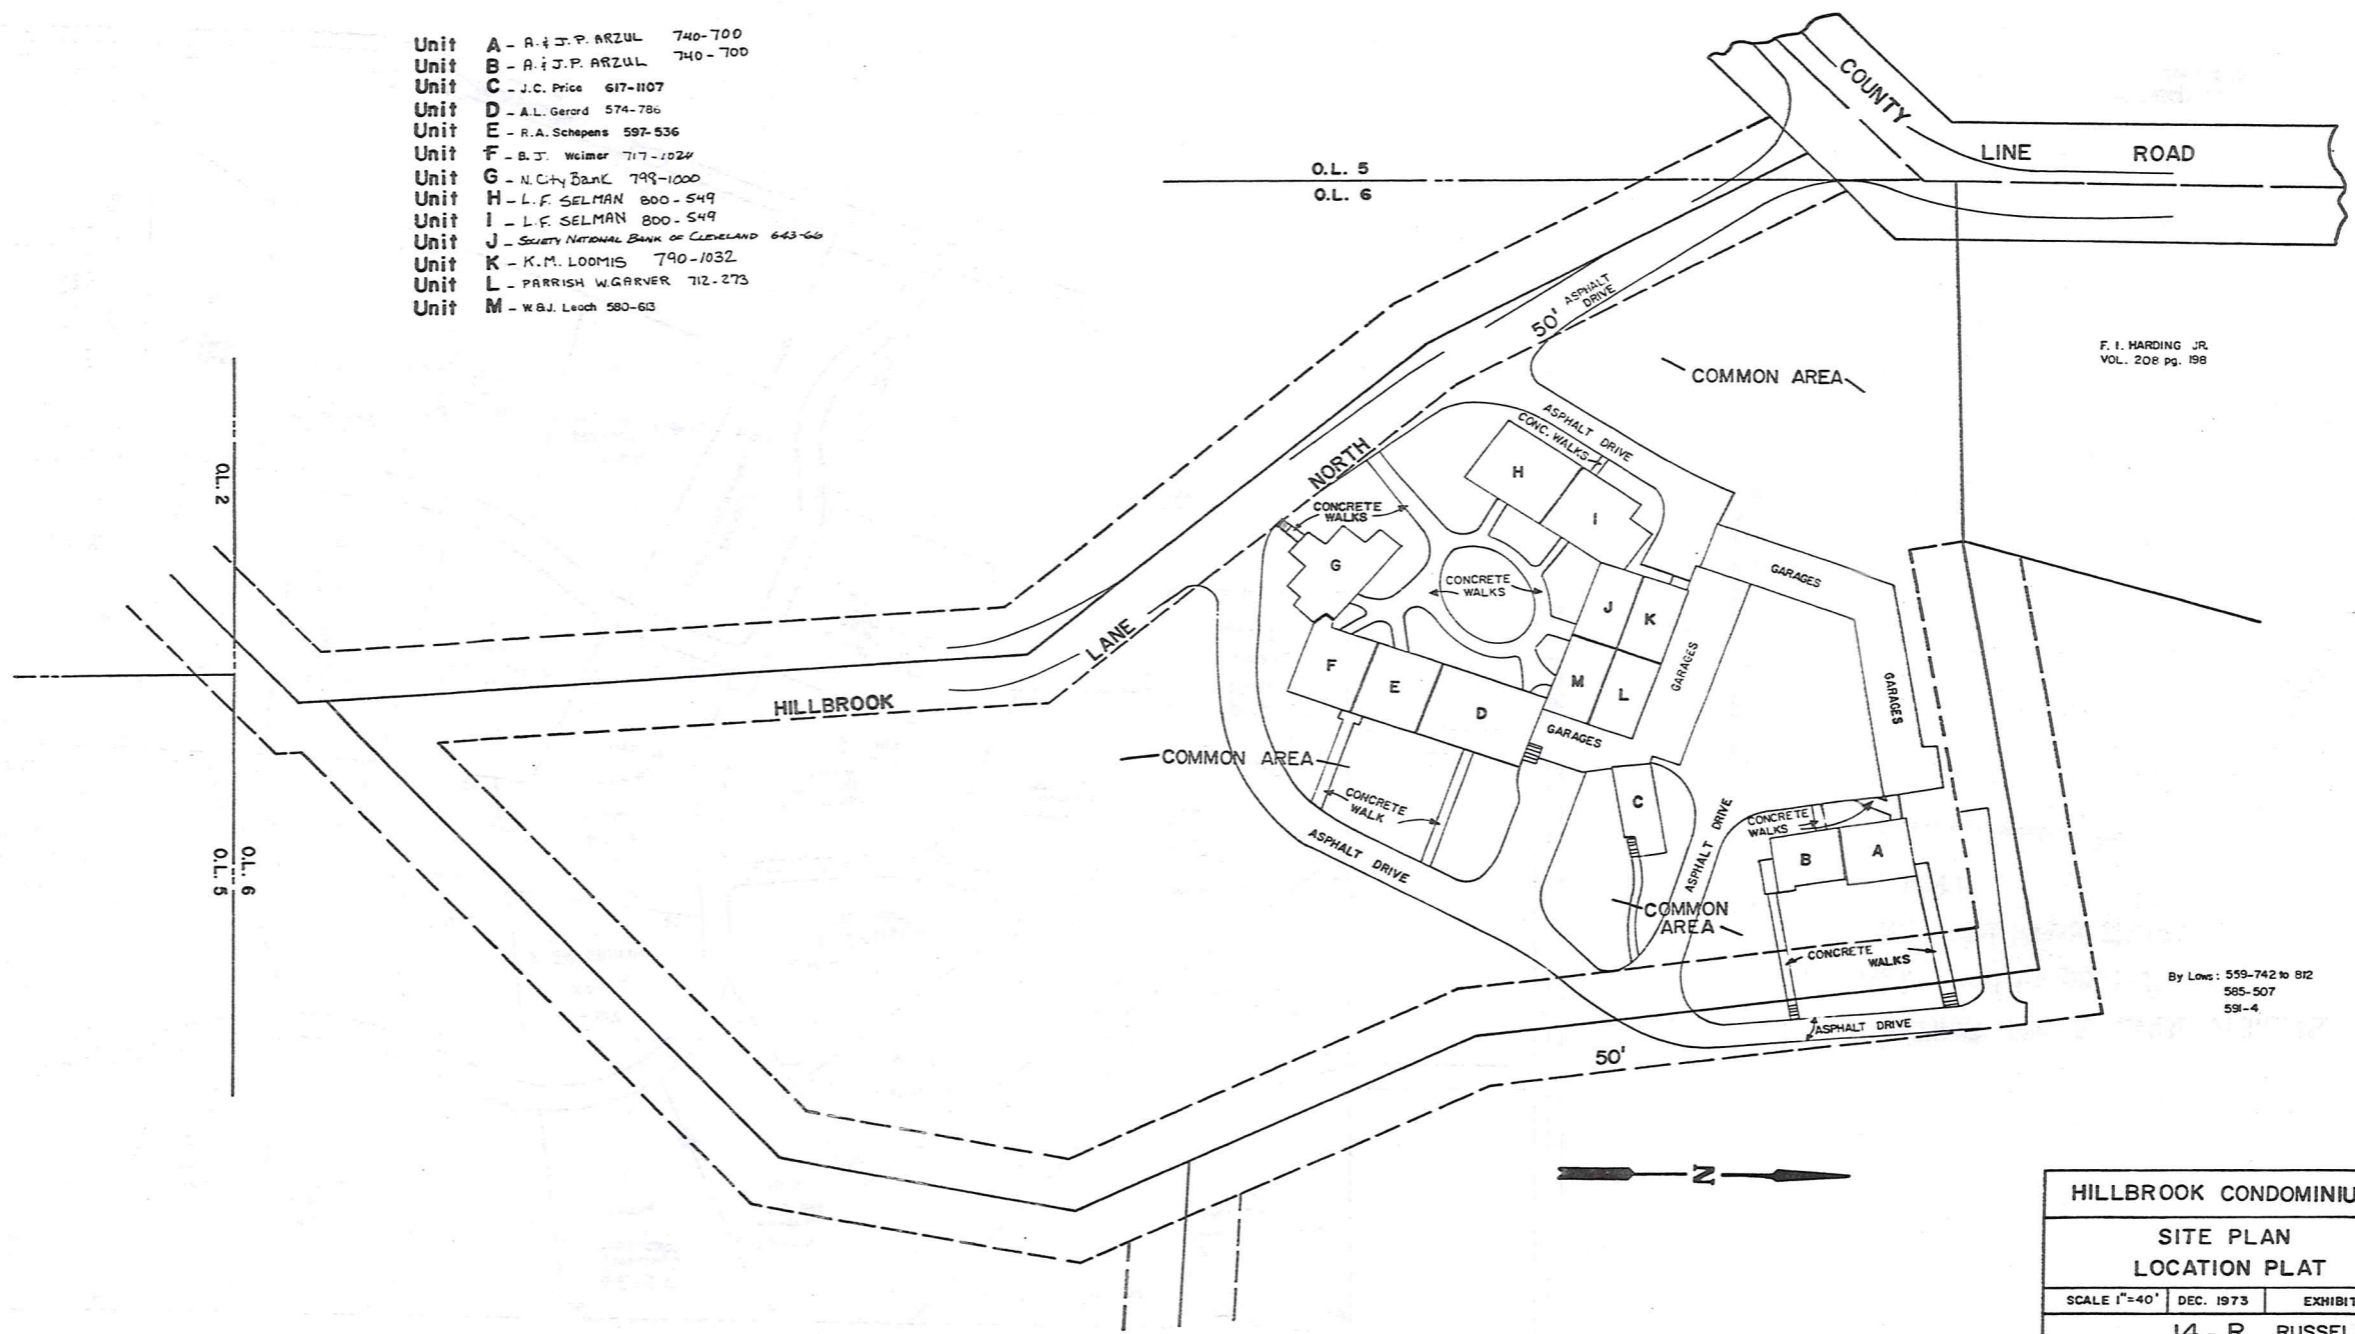 Unit A - A. & J.P. ARZUL 740-700
Unit B - A. & J.P. ARZUL 740-700
Unit C - J.C. Price 617-1107
Unit D - A.L. Gerard 574-786
Unit E - R.A. Schepens 597-536
Unit F - B.J. Weimer 717-1024
Unit G - N. City Bank 798-1000
Unit H - L.F. SELMAN 800-549
Unit I - L.F. SELMAN 800-549
Unit J - SOCIETY NATIONAL BANK OF CLEVELAND 643-66
Unit K - K.M. LOOMIS 790-1032
Unit L - PARRISH W. GARVER 712-273
Unit M - W.&J. Leach 580-613
COUNTY
LINE ROAD
O.L. 5
O.L. 6
ASPHALT
DRIVE
50'
F. I. HARDING JR.
VOL. 208 pg. 198
COMMON AREA
ASPHALT DRIVE
CONC. WALKS
NORTH
H
I
O.L. 2
CONCRETE
WALKS
G
CONCRETE
WALKS
GARAGES
J
K
LANE
HILLBROOK
F
E
D
M
L
GARAGES
GARAGES
GARAGES
COMMON AREA
CONCRETE
WALK
C
ASPHALT DRIVE
ASPHALT DRIVE
CONCRETE
WALKS
B
A
O.L. 6
O.L. 5
COMMON
AREA
CONCRETE
WALKS
By Laws: 559-742 to 812
585-507
591-4
ASPHALT DRIVE
50'
N
HILLBROOK CONDOMINIU
SITE PLAN
LOCATION PLAT
SCALE 1"=40' DEC. 1973 EXHIBIT
14-R RUSSEL